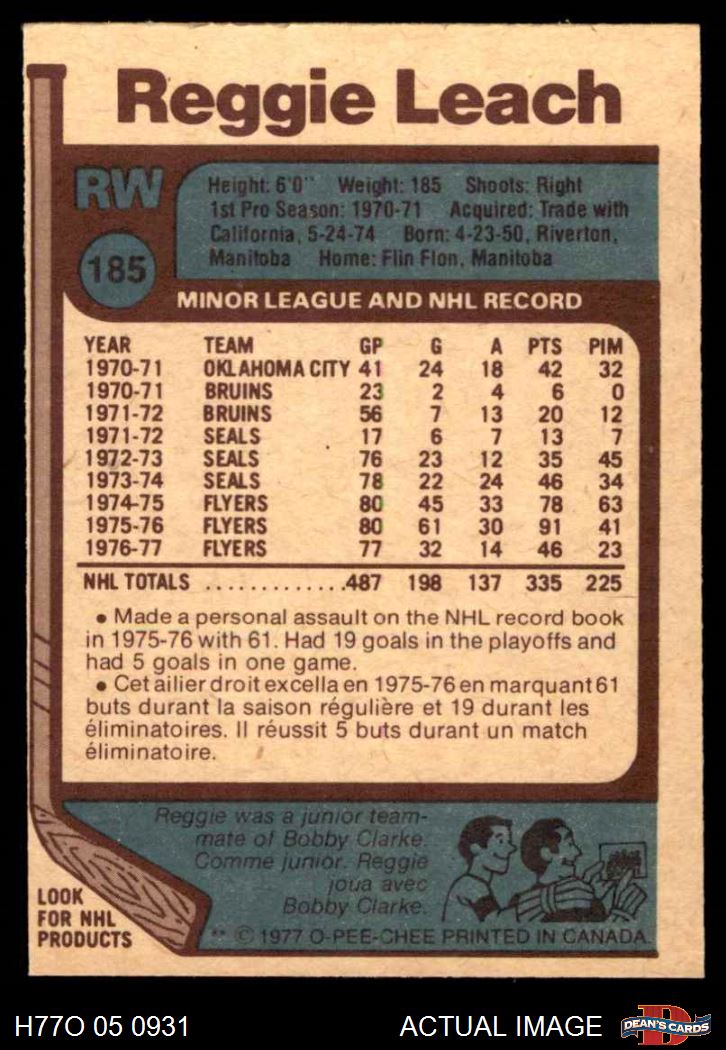 Reggie Leach
RW
185
Height: 6'0" Weight: 185 Shoots: Right
1st Pro Season: 1970-71 Acquired: Trade with
California, 5-24-74 Born: 4-23-50, Riverton,
Manitoba Home: Flin Flon, Manitoba
MINOR LEAGUE AND NHL RECORD
YEAR TEAM GP G A PTS PIM
1970-71 OKLAHOMA CITY 41 24 18 42 32
1970-71 BRUINS 23 2 4 6 0
1971-72 BRUINS 56 7 13 20 12
1971-72 SEALS 17 6 7 13 7
1972-73 SEALS 76 23 12 35 45
1973-74 SEALS 78 22 24 46 34
1974-75 FLYERS 80 45 33 78 63
1975-76 FLYERS 80 61 30 91 41
1976-77 FLYERS 77 32 14 46 23
NHL TOTALS .............487 198 137 335 225
• Made a personal assault on the NHL record book
in 1975-76 with 61. Had 19 goals in the playoffs and
had 5 goals in one game.
• Cet ailier droit excella en 1975-76 en marquant 61
buts durant la saison régulière et 19 durant les
éliminatoires. Il réussit 5 buts durant un match
éliminatoire.
Reggie was a junior team-
mate of Bobby Clarke.
Comme junior. Reggie
joua avec
Bobby Clarke.
LOOK
FOR NHL
PRODUCTS
** © 1977 O-PEE-CHEE PRINTED IN CANADA
H77O 05 0931
ACTUAL IMAGE
D
DEAN'S CARDS